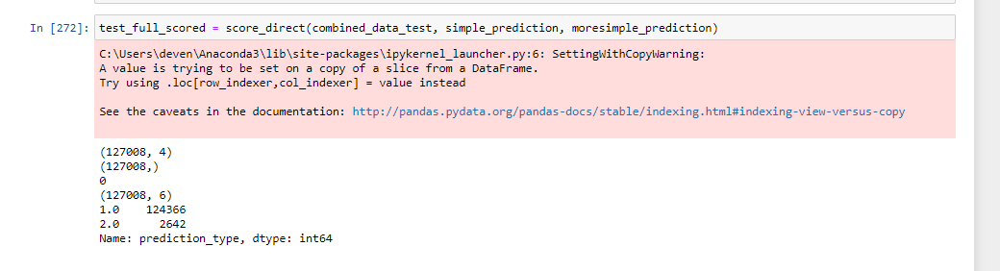 In [272]: test_full_scored = score_direct(combined_data_test, simple_prediction, moresimple_prediction)
C:\Users\deven\Anaconda3\lib\site-packages\ipykernel_launcher.py:6: SettingWithCopyWarning:
A value is trying to be set on a copy of a slice from a DataFrame.
Try using .loc[row_indexer,col_indexer] = value instead
See the caveats in the documentation: http://pandas.pydata.org/pandas-docs/stable/indexing.html#indexing-view-versus-copy
(127008, 4)
(127008,)
0
(127008, 6)
1.0    124366
2.0      2642
Name: prediction_type, dtype: int64